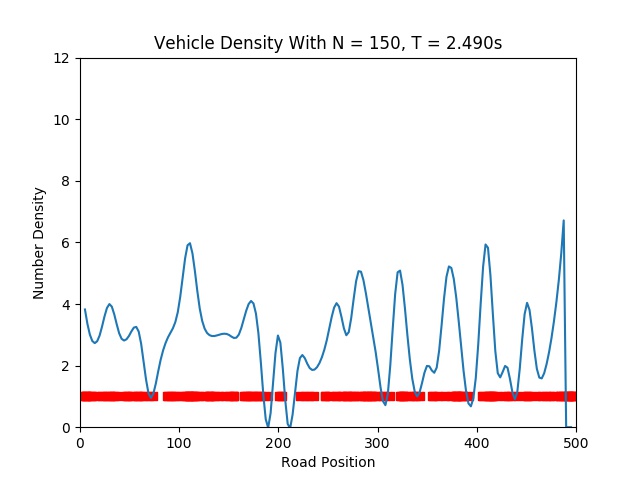 Vehicle Density With N = 150, T = 2.490s
12
10
8
6
4
2
0
Number Density
0 100 200 300 400 500
Road Position